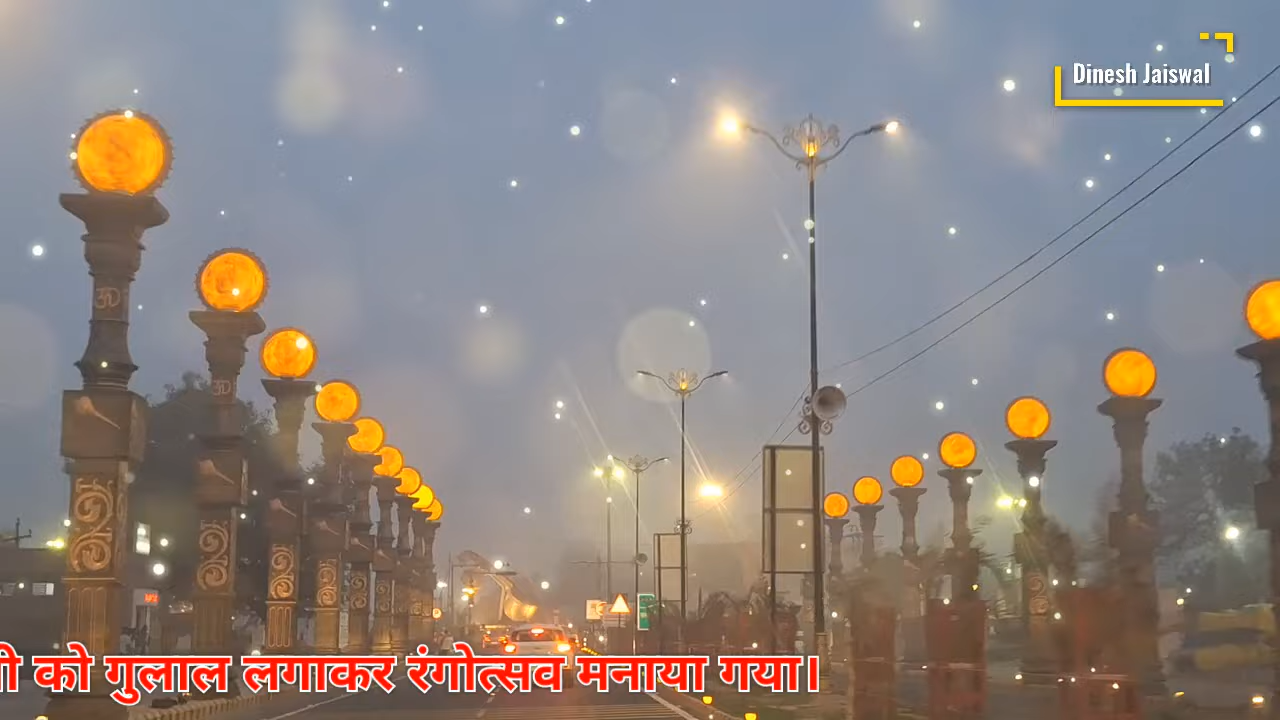 Dinesh Jaiswal
ॐ
ॐ
को गुलाल लगाकर रंगोत्सव मनाया गया।